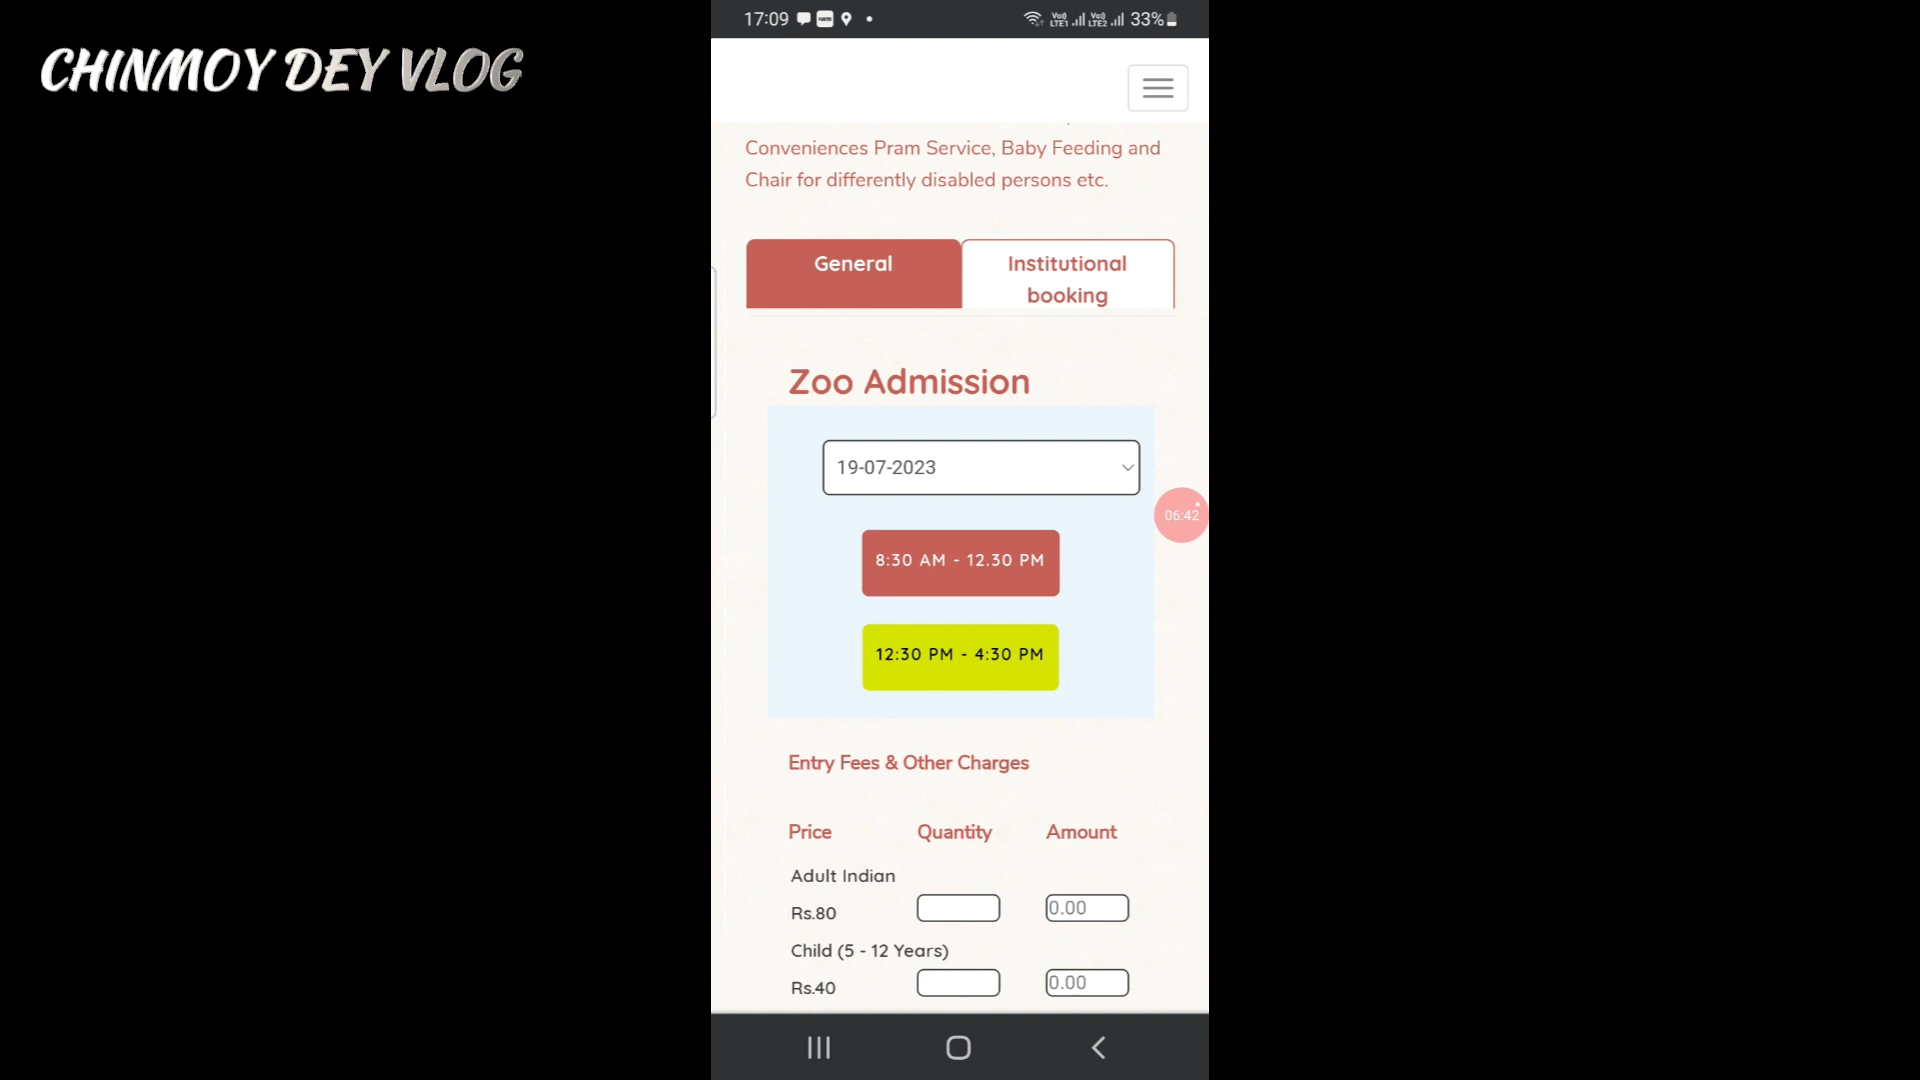 CHINMOY DEY VLOG
17:09
33%
Conveniences Pram Service, Baby Feeding and
Chair for differently disabled persons etc.
General
Institutional
booking
Zoo Admission
19-07-2023
06:42
8:30 AM - 12.30 PM
12:30 PM - 4:30 PM
Entry Fees & Other Charges
Price Quantity Amount
Adult Indian
Rs.80 0.00
Child (5 - 12 Years)
Rs.40 0.00